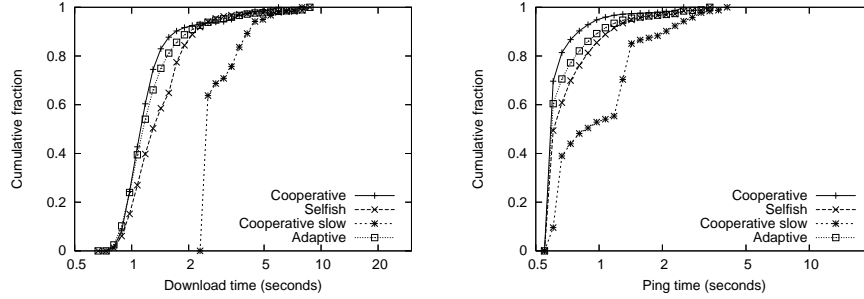 1
0.8
0.6
0.4
0.2
0
Cumulative fraction
0.5 1 2 5 10 20
Download time (seconds)
Cooperative
Selfish
Cooperative slow
Adaptive
1
0.8
0.6
0.4
0.2
0
Cumulative fraction
0.5 1 2 5 10
Ping time (seconds)
Cooperative
Selfish
Cooperative slow
Adaptive